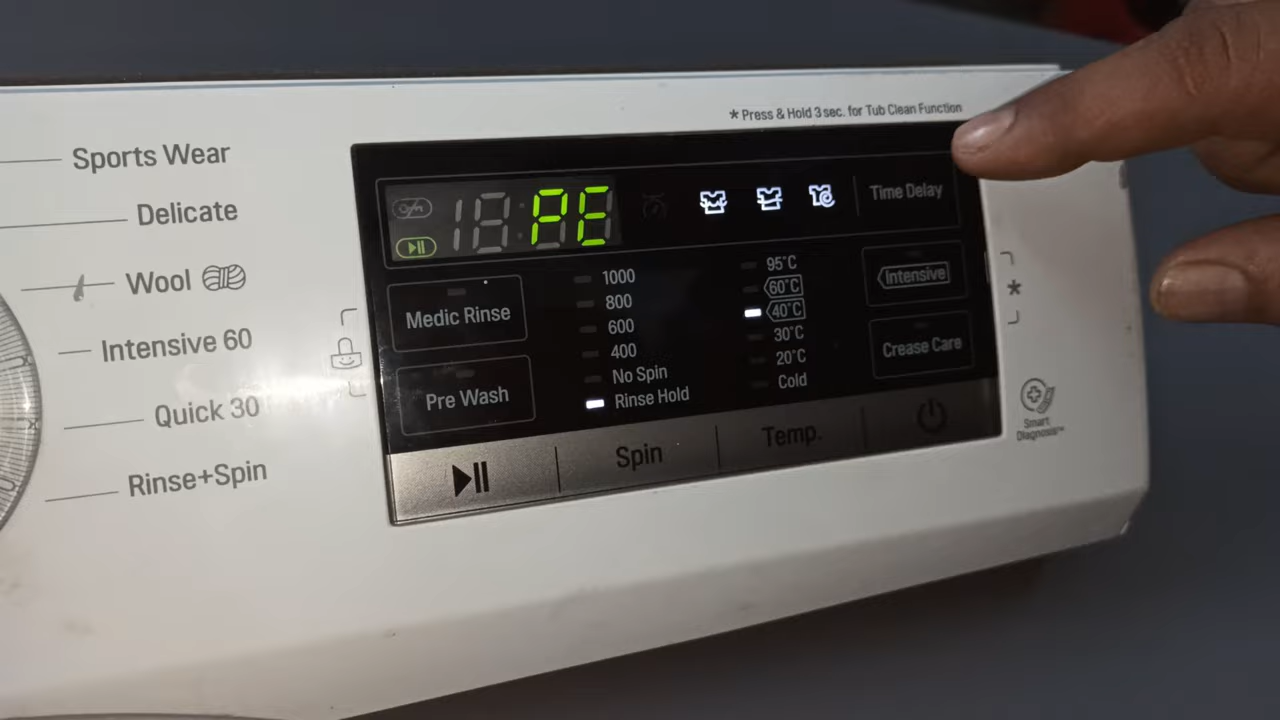 * Press & Hold 3 sec. for Tub Clean Function
Sports Wear
Delicate
Wool
Intensive 60
Quick 30
Rinse+Spin
PE
Time Delay
Medic Rinse
Pre Wash
1000
800
600
400
No Spin
Rinse Hold
95°C
60°C
40°C
30°C
20°C
Cold
Intensive
Crease Care
*
Spin
Temp.
Smart
Diagnosis™